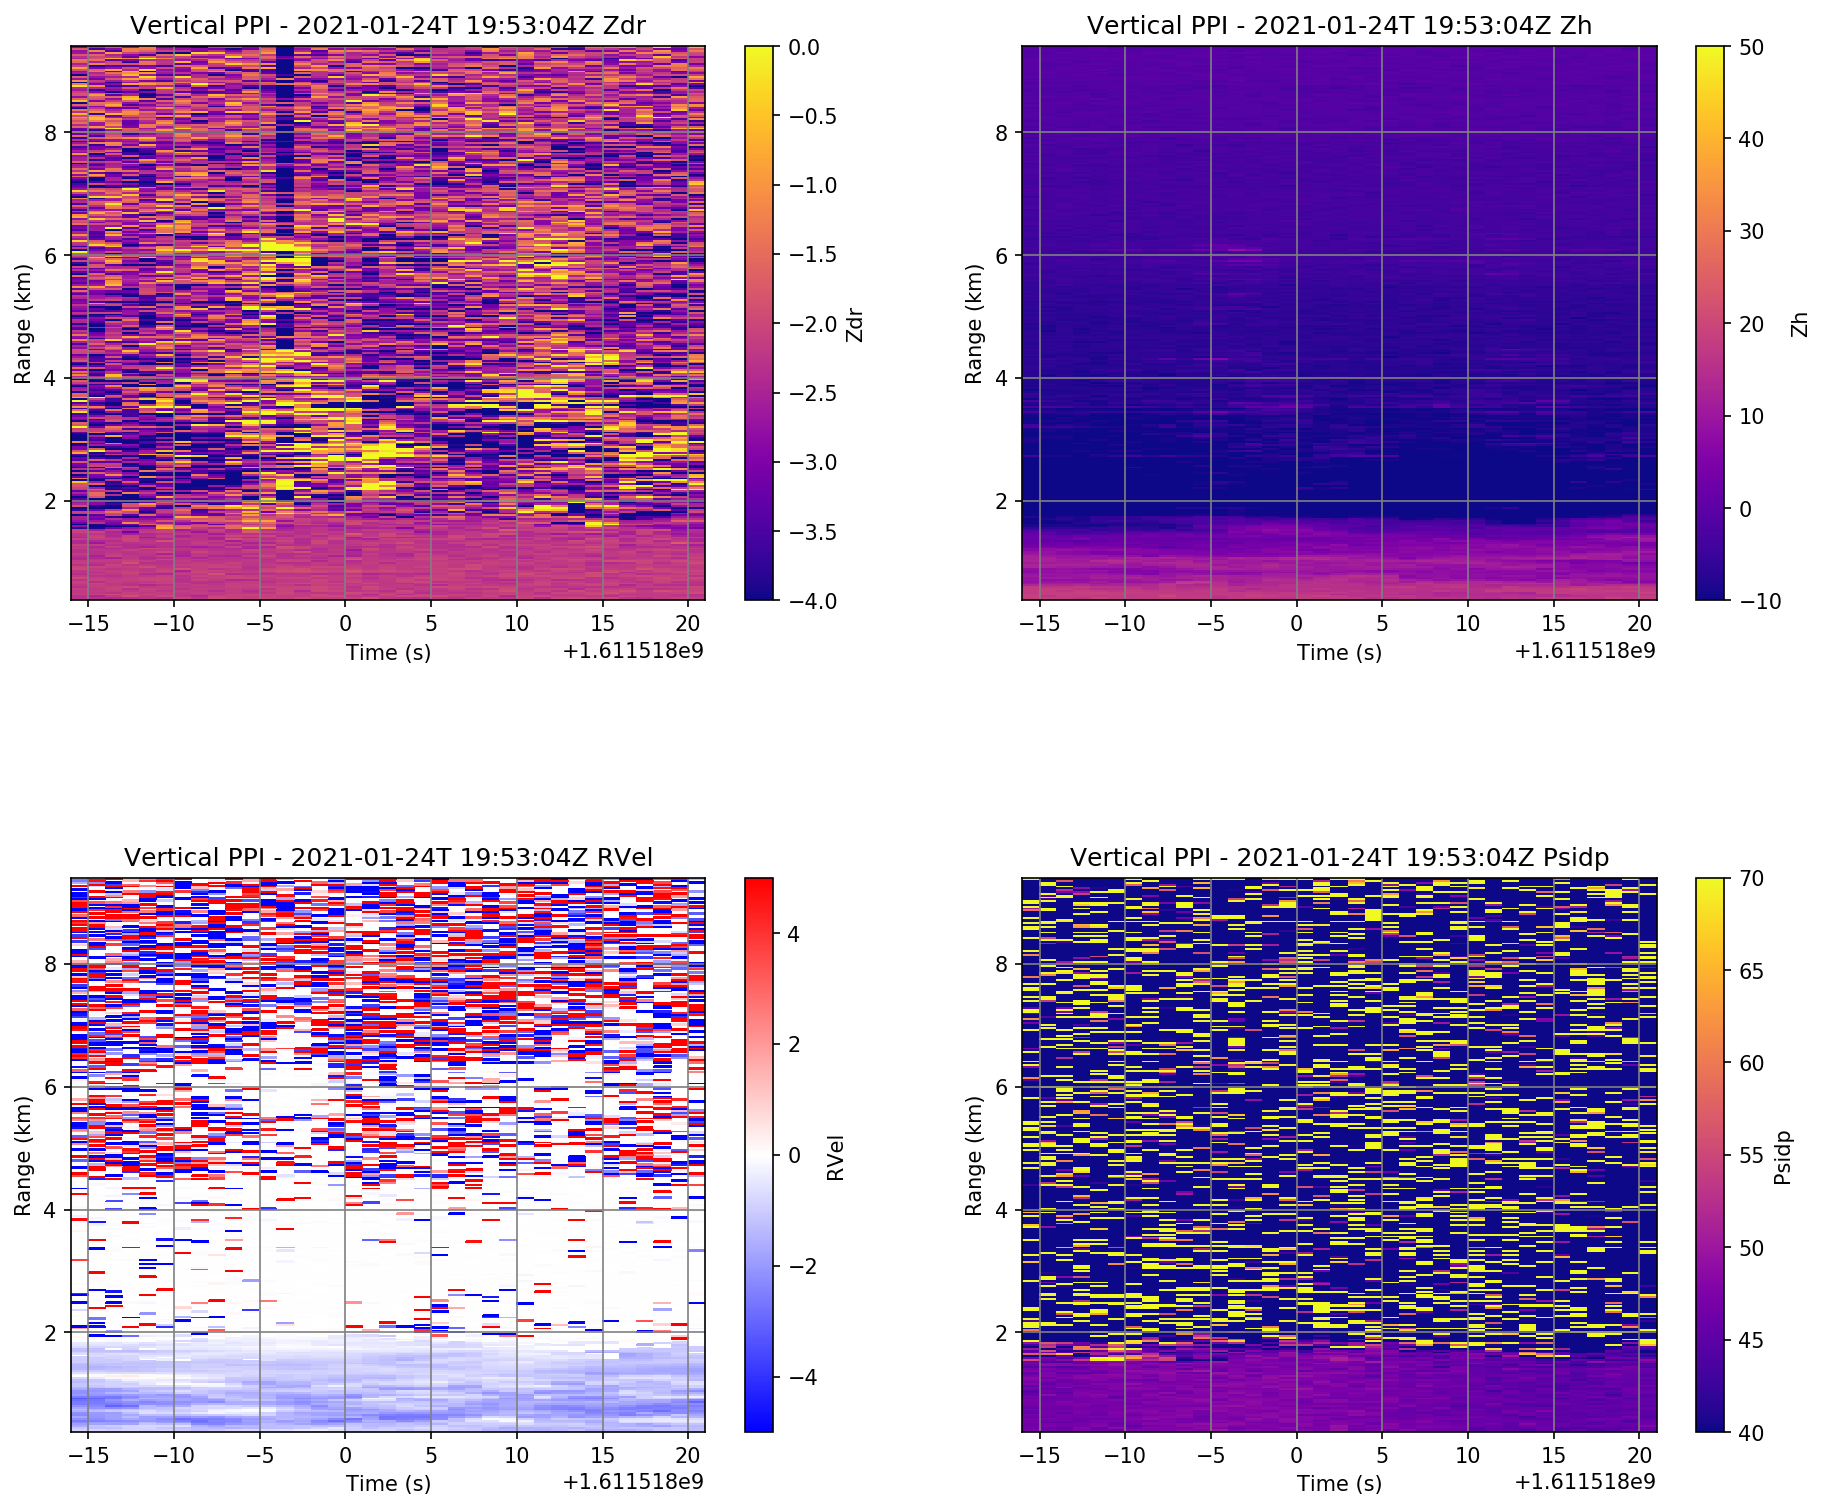 Vertical PPI - 2021-01-24T 19:53:04Z Zdr
Range (km)
8
6
4
2
−15 −10 −5 0 5 10 15 20
Time (s)
+1.611518e9
0.0
−0.5
−1.0
−1.5
−2.0
−2.5
−3.0
−3.5
−4.0
Zdr
Vertical PPI - 2021-01-24T 19:53:04Z Zh
Range (km)
8
6
4
2
−15 −10 −5 0 5 10 15 20
Time (s)
+1.611518e9
50
40
30
20
10
0
−10
Zh
Vertical PPI - 2021-01-24T 19:53:04Z RVel
Range (km)
8
6
4
2
−15 −10 −5 0 5 10 15 20
Time (s)
+1.611518e9
4
2
0
−2
−4
RVel
Vertical PPI - 2021-01-24T 19:53:04Z Psidp
Range (km)
8
6
4
2
−15 −10 −5 0 5 10 15 20
Time (s)
+1.611518e9
70
65
60
55
50
45
40
Psidp